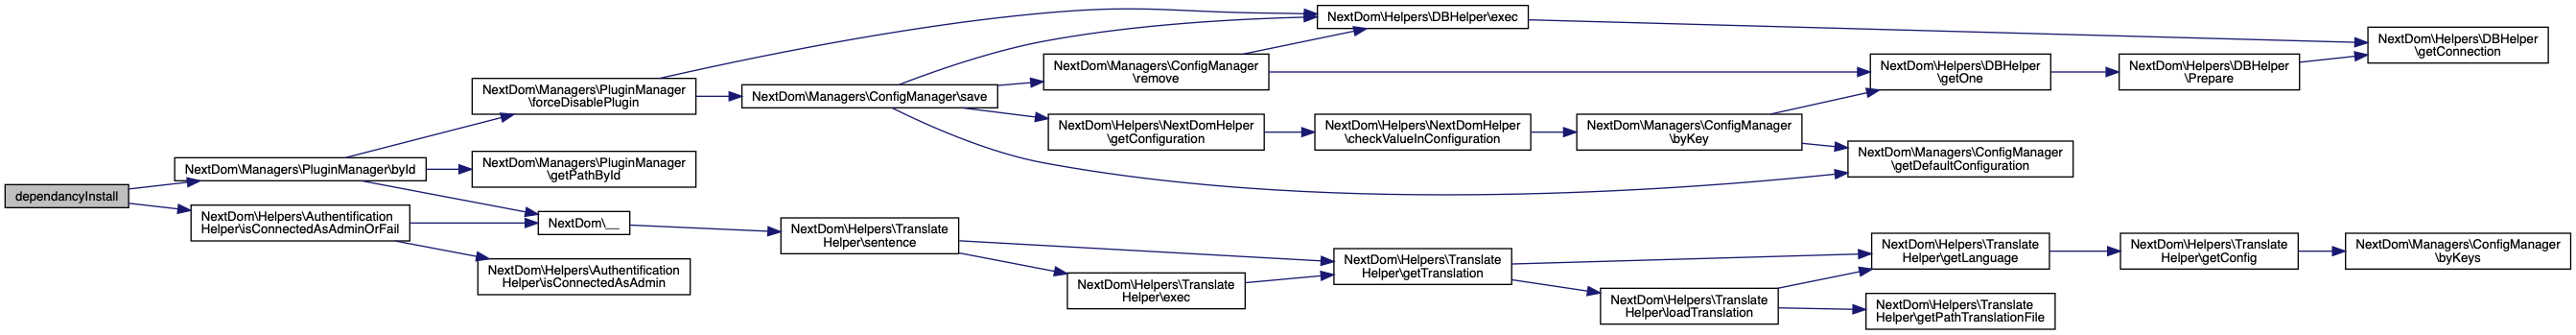 dependancyInstall
NextDom\Managers\PluginManager\byId
NextDom\Helpers\Authentification
Helper\isConnectedAsAdminOrFail
NextDom\Managers\PluginManager
\forceDisablePlugin
NextDom\Managers\PluginManager
\getPathById
NextDom\__
NextDom\Helpers\Authentification
Helper\isConnectedAsAdmin
NextDom\Managers\ConfigManager\save
NextDom\Helpers\Translate
Helper\sentence
NextDom\Managers\ConfigManager
\remove
NextDom\Helpers\NextDomHelper
\getConfiguration
NextDom\Helpers\Translate
Helper\exec
NextDom\Helpers\DBHelper\exec
NextDom\Helpers\NextDomHelper
\checkValueInConfiguration
NextDom\Helpers\Translate
Helper\getTranslation
NextDom\Managers\ConfigManager
\byKey
NextDom\Helpers\Translate
Helper\loadTranslation
NextDom\Helpers\DBHelper
\getOne
NextDom\Managers\ConfigManager
\getDefaultConfiguration
NextDom\Helpers\Translate
Helper\getLanguage
NextDom\Helpers\Translate
Helper\getPathTranslationFile
NextDom\Helpers\DBHelper
\Prepare
NextDom\Helpers\Translate
Helper\getConfig
NextDom\Helpers\DBHelper
\getConnection
NextDom\Managers\ConfigManager
\byKeys